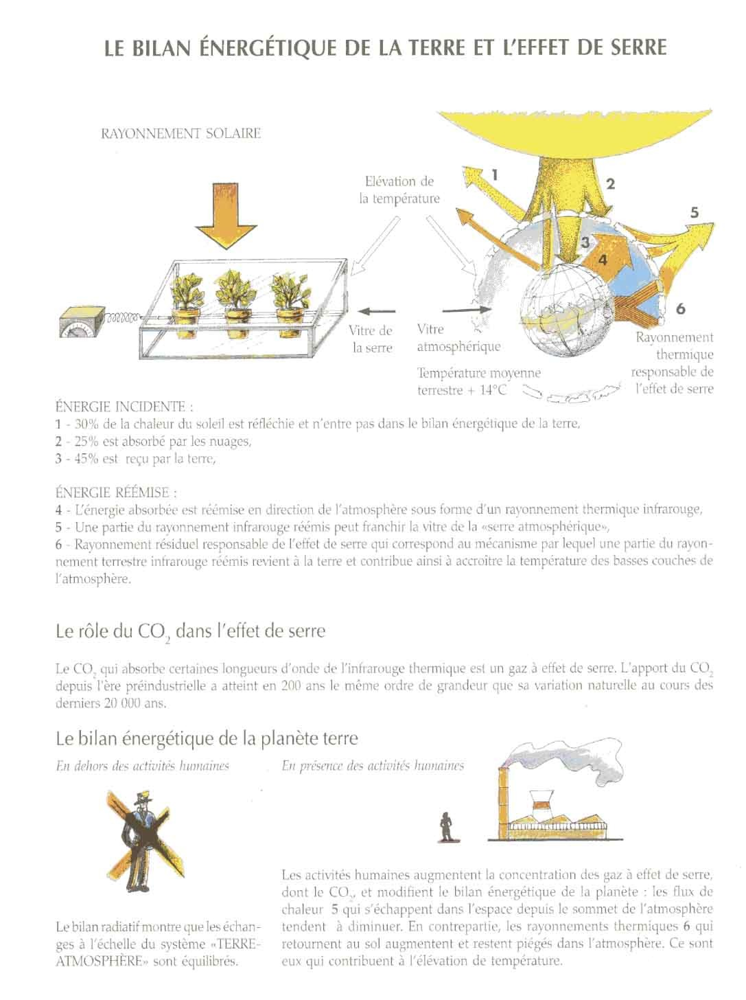 LE BILAN ÉNERGÉTIQUE DE LA TERRE ET L'EFFET DE SERRE
RAYONNEMENT SOLAIRE
Elévation de
la température
1
2
3
4
5
6
Vitre de
la serre
Vitre
atmosphérique
Température moyenne
terrestre + 14°C
Rayonnement
thermique
responsable de
l'effet de serre
ÉNERGIE INCIDENTE :
1 - 30% de la chaleur du soleil est réfléchie et n'entre pas dans le bilan énergétique de la terre,
2 - 25% est absorbé par les nuages,
3 - 45% est reçu par la terre,
ÉNERGIE RÉÉMISE :
4 - L'énergie absorbée est réémise en direction de l'atmosphère sous forme d'un rayonnement thermique infrarouge,
5 - Une partie du rayonnement infrarouge réémis peut franchir la vitre de la «serre atmosphérique»,
6 - Rayonnement résiduel responsable de l'effet de serre qui correspond au mécanisme par lequel une partie du rayon-
nement terrestre infrarouge réémis revient à la terre et contribue ainsi à accroître la température des basses couches de
l'atmosphère.
Le rôle du CO₂ dans l'effet de serre
Le CO₂ qui absorbe certaines longueurs d'onde de l'infrarouge thermique est un gaz à effet de serre. L'apport du CO₂
depuis l'ère préindustrielle a atteint en 200 ans le même ordre de grandeur que sa variation naturelle au cours des
derniers 20 000 ans.
Le bilan énergétique de la planète terre
En dehors des activités humaines
Le bilan radiatif montre que les échan-
ges à l'échelle du système «TERRE-
ATMOSPHÈRE» sont équilibrés.
En présence des activités humaines
Les activités humaines augmentent la concentration des gaz à effet de serre,
dont le CO₂, et modifient le bilan énergétique de la planète : les flux de
chaleur 5 qui s'échappent dans l'espace depuis le sommet de l'atmosphère
tendent à diminuer. En contrepartie, les rayonnements thermiques 6 qui
retournent au sol augmentent et restent piégés dans l'atmosphère. Ce sont
eux qui contribuent à l'élévation de température.